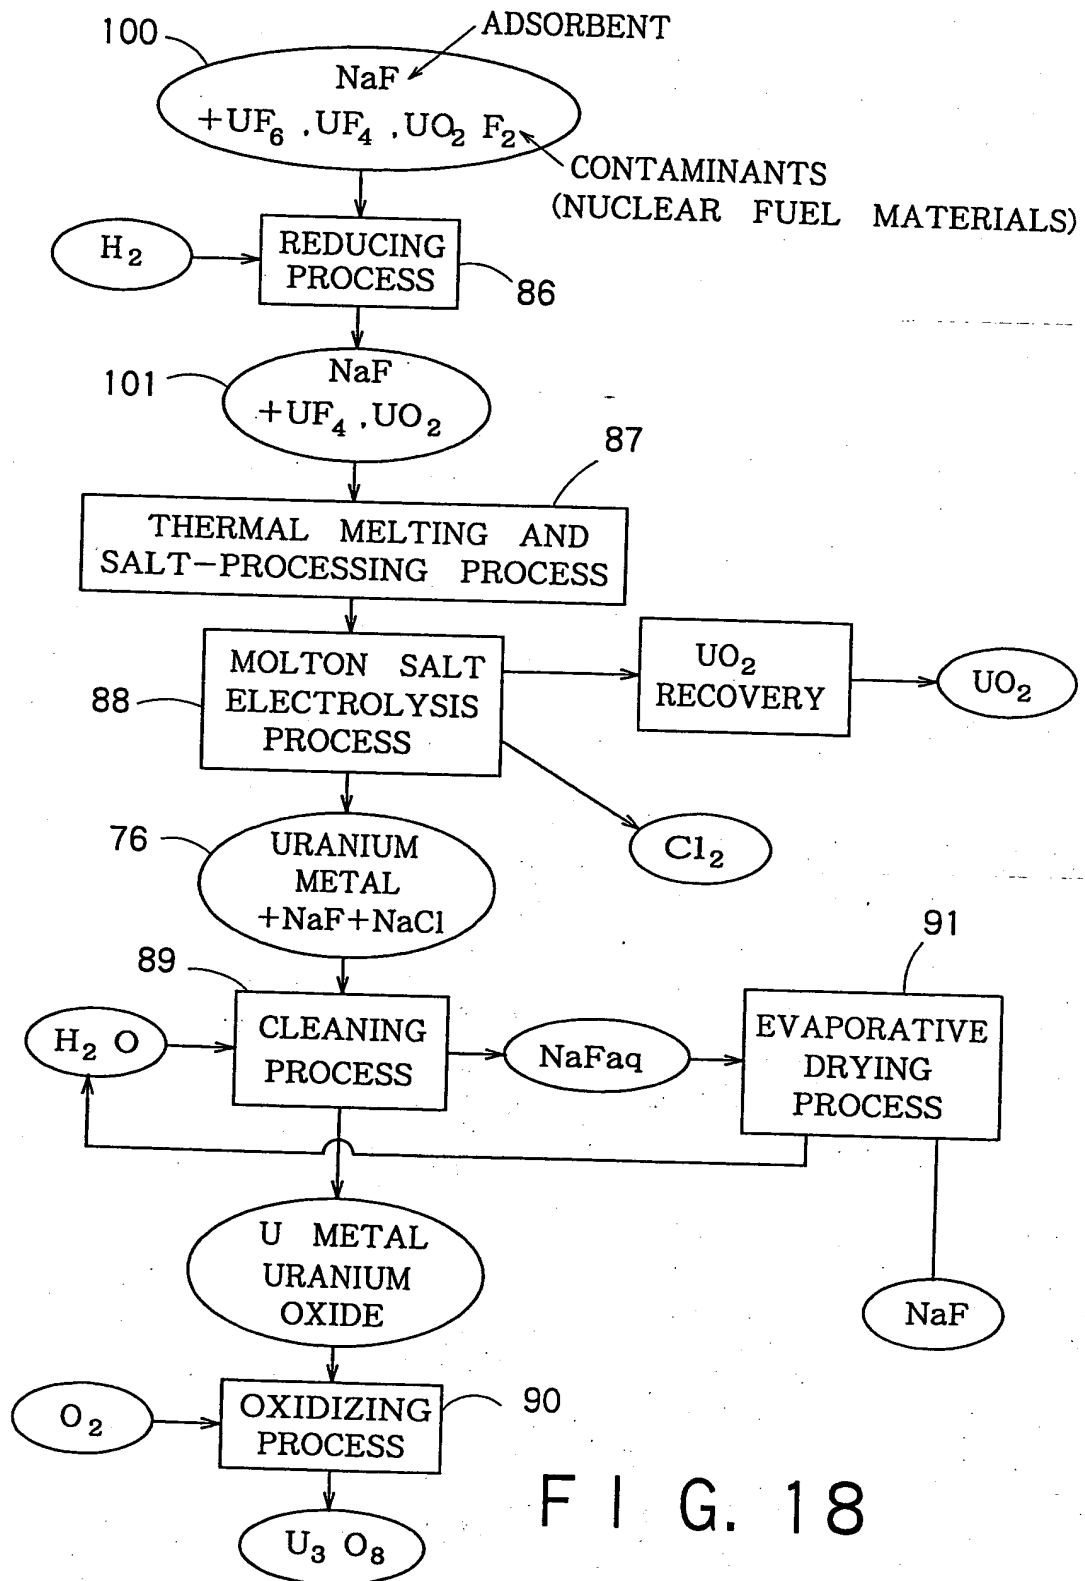 100
ADSORBENT
NaF
+UF6 .UF4 ,UO2 F2
CONTAMINANTS
(NUCLEAR FUEL MATERIALS)
H2
REDUCING
PROCESS
86
101
NaF
+UF4 .UO2
87
THERMAL MELTING AND
SALT-PROCESSING PROCESS
88
MOLTON SALT
ELECTROLYSIS
PROCESS
UO2
RECOVERY
UO2
76
URANIUM
METAL
+NaF+NaCl
Cl2
89
91
H2 O
CLEANING
PROCESS
NaFaq
EVAPORATIVE
DRYING
PROCESS
U METAL
URANIUM
OXIDE
NaF
O2
OXIDIZING
PROCESS
90
U3 O8
FIG. 18